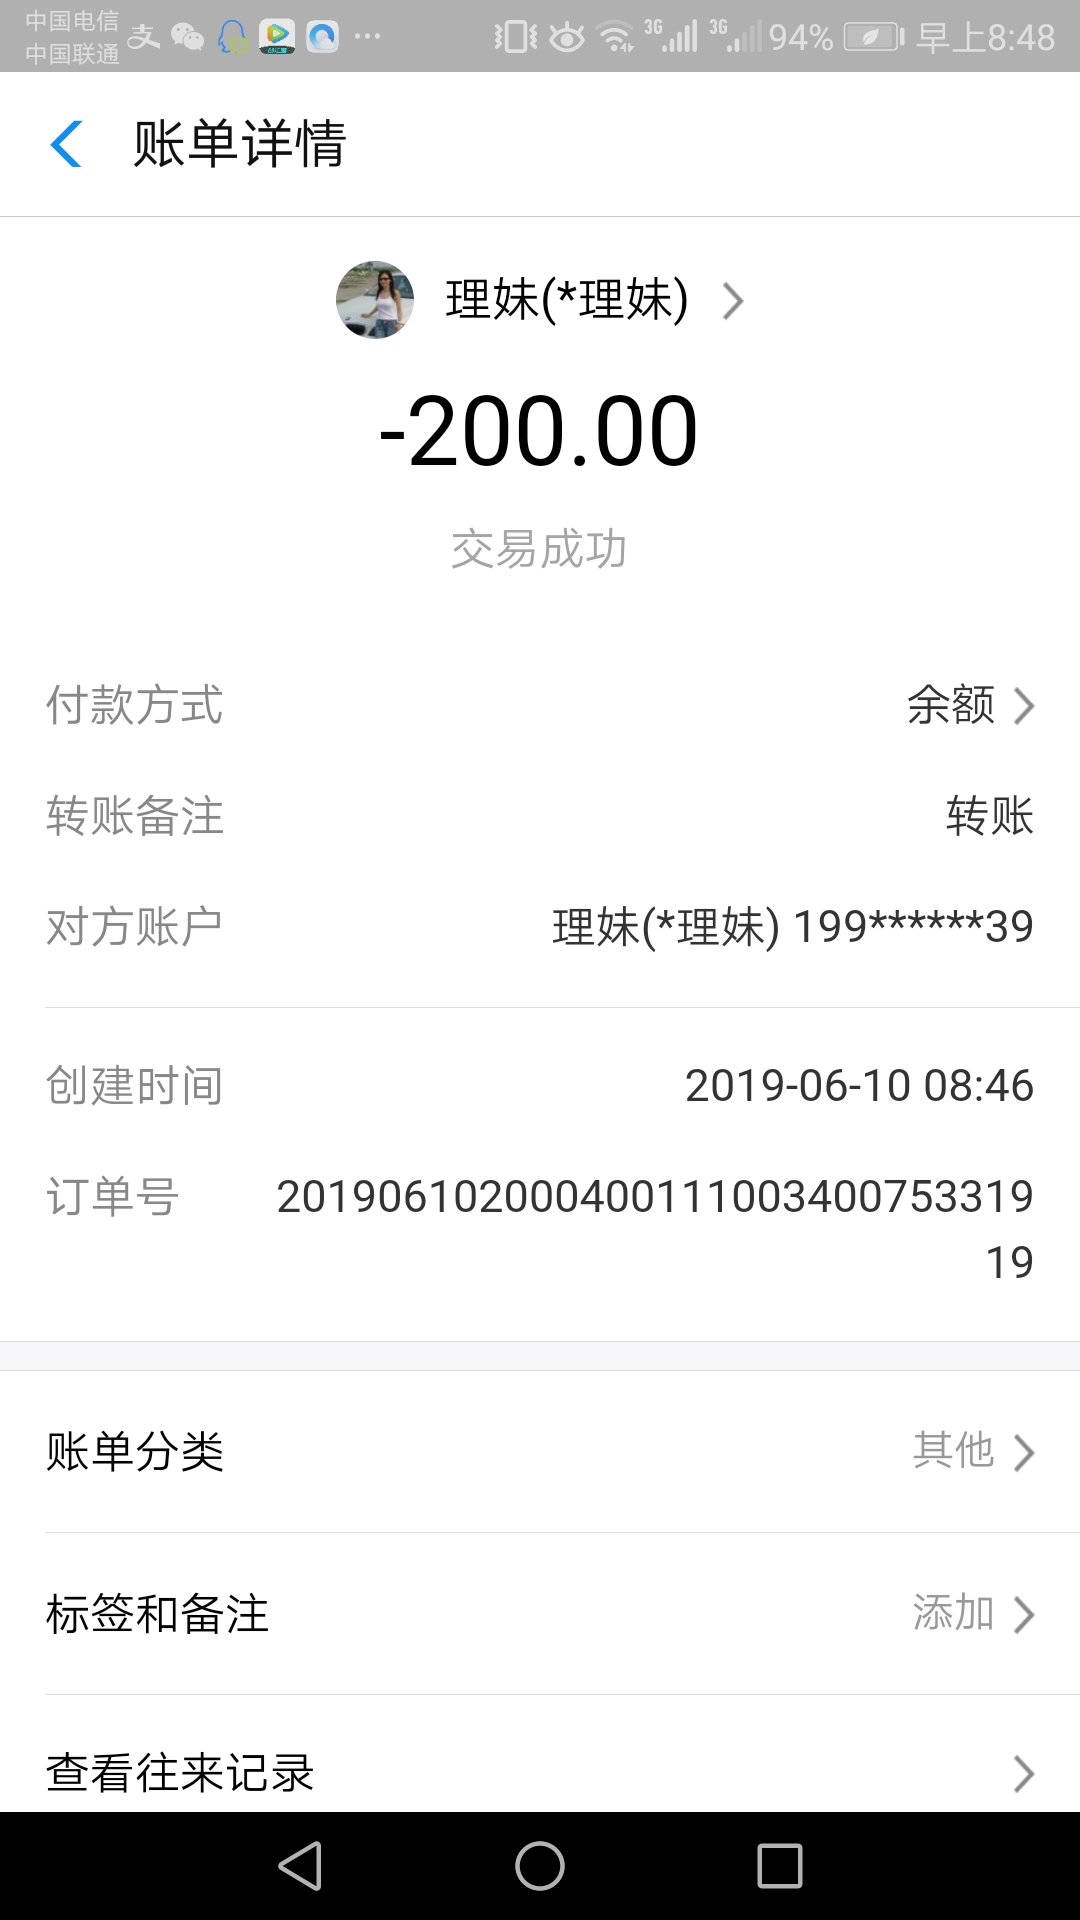 中国电信
中国联通
3G 3G 94% 早上8:48
账单详情
理妹(*理妹)
-200.00
交易成功
付款方式 余额
转账备注 转账
对方账户 理妹(*理妹) 199******39
创建时间 2019-06-10 08:46
订单号 201906102000400111003400753319
19
账单分类 其他
标签和备注 添加
查看往来记录